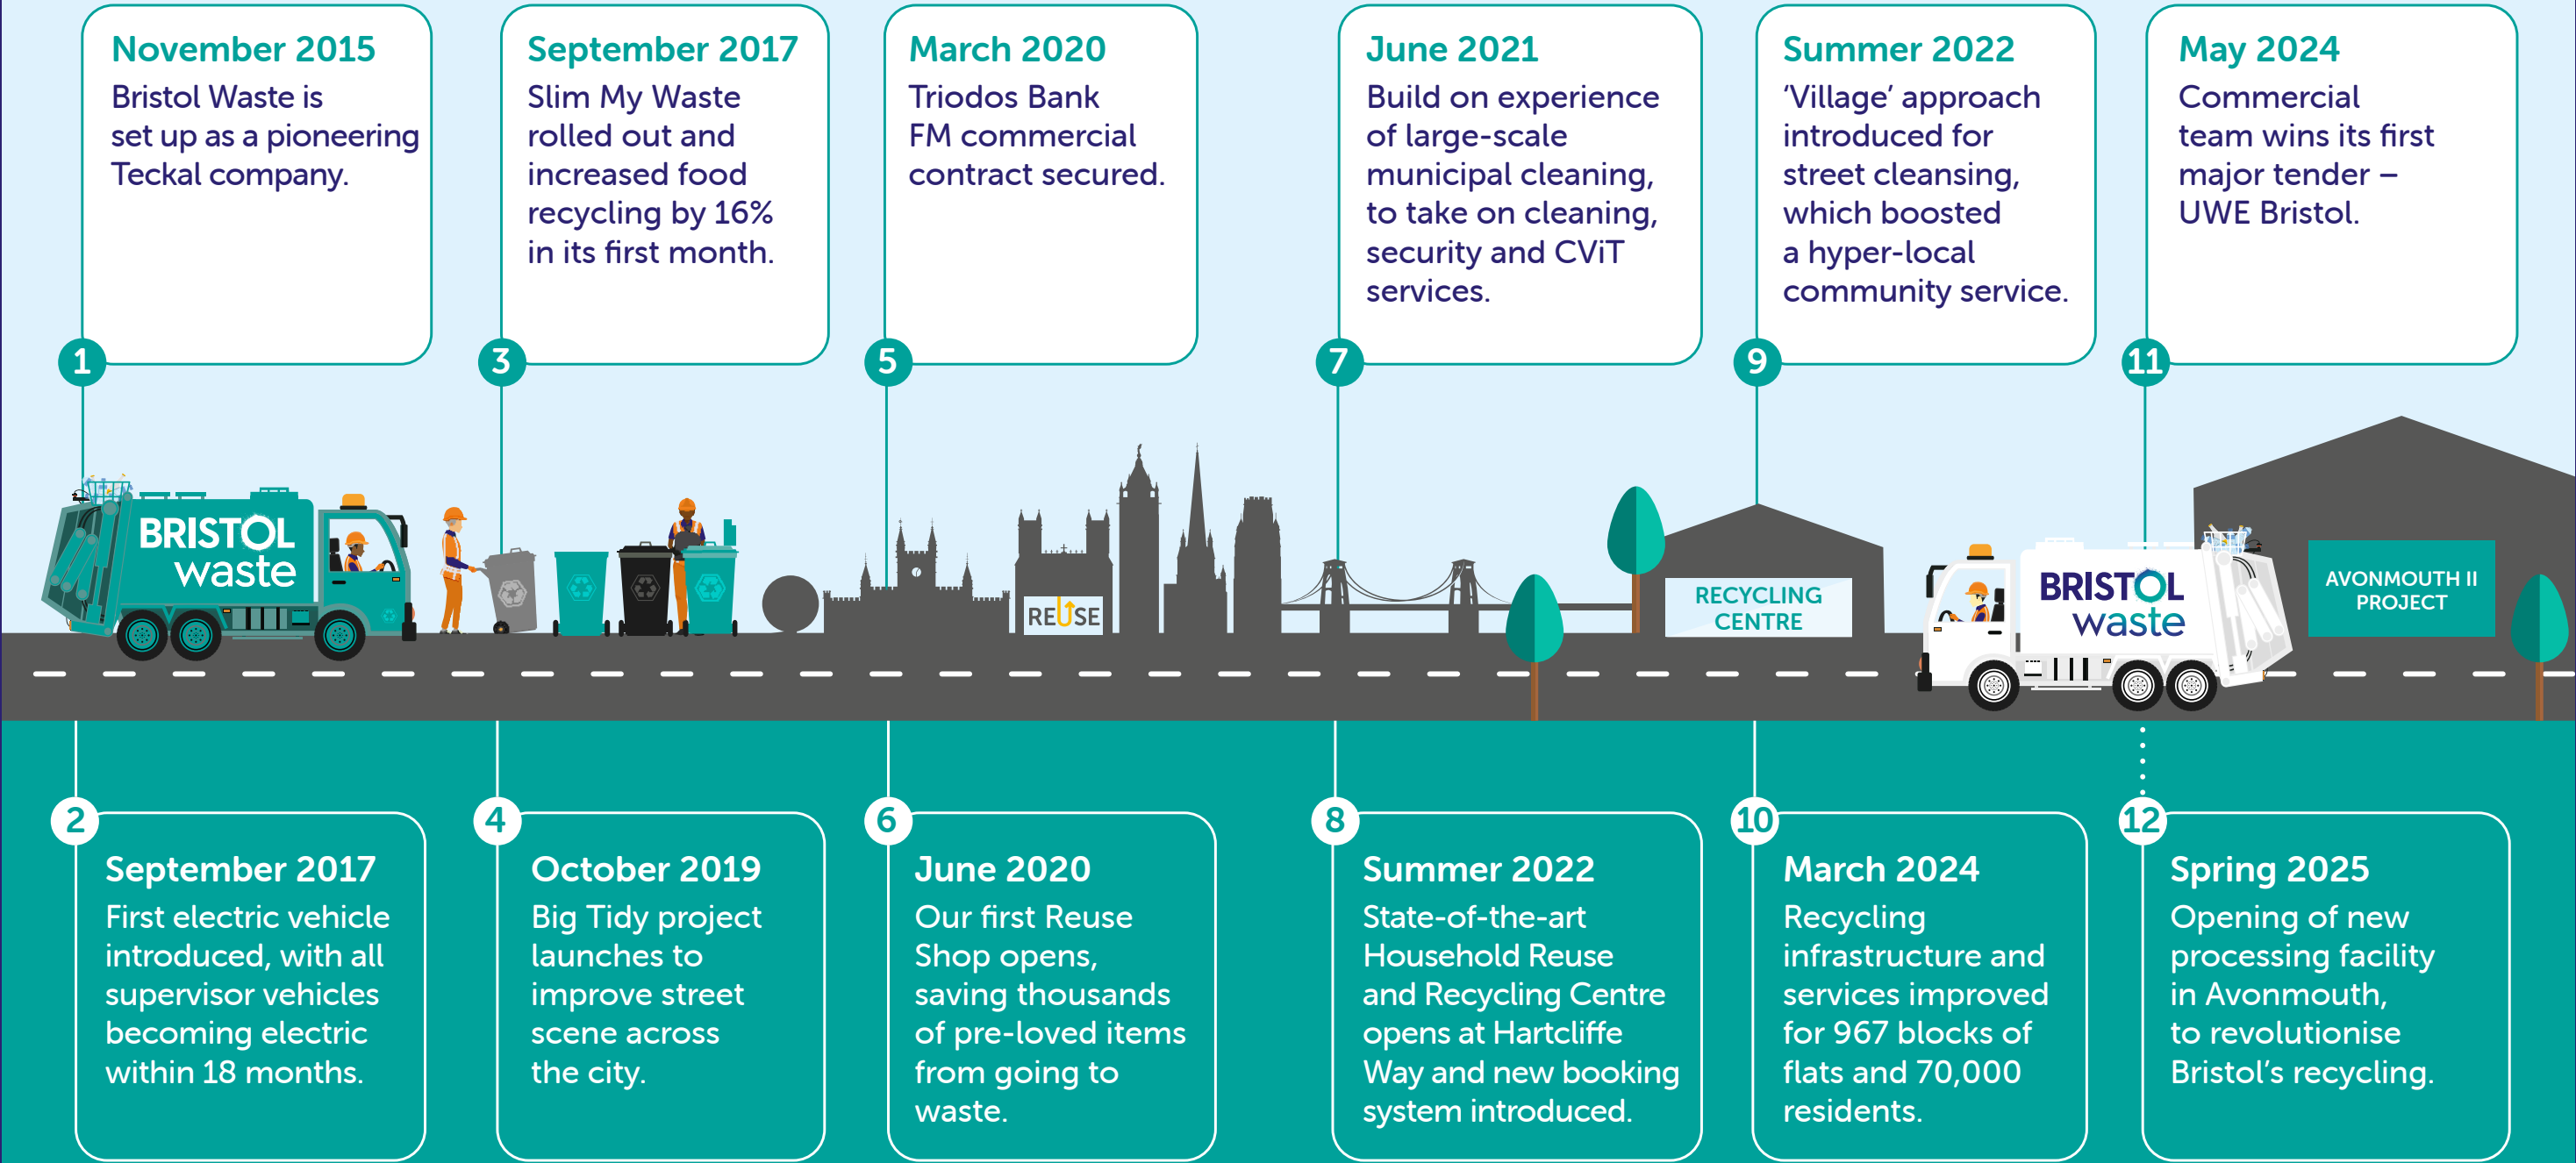 November 2015
Bristol Waste is
set up as a pioneering
Teckal company.
1
September 2017
Slim My Waste
rolled out and
increased food
recycling by 16%
in its first month.
3
March 2020
Triodos Bank
FM commercial
contract secured.
5
June 2021
Build on experience
of large-scale
municipal cleaning,
to take on cleaning,
security and CViT
services.
7
Summer 2022
‘Village’ approach
introduced for
street cleansing,
which boosted
a hyper-local
community service.
9
May 2024
Commercial
team wins its first
major tender –
UWE Bristol.
11
BRISTOL
waste
REUSE
RECYCLING
CENTRE
BRISTOL
waste
AVONMOUTH II
PROJECT
2
September 2017
First electric vehicle
introduced, with all
supervisor vehicles
becoming electric
within 18 months.
4
October 2019
Big Tidy project
launches to
improve street
scene across
the city.
6
June 2020
Our first Reuse
Shop opens,
saving thousands
of pre-loved items
from going to
waste.
8
Summer 2022
State-of-the-art
Household Reuse
and Recycling Centre
opens at Hartcliffe
Way and new booking
system introduced.
10
March 2024
Recycling
infrastructure and
services improved
for 967 blocks of
flats and 70,000
residents.
12
Spring 2025
Opening of new
processing facility
in Avonmouth,
to revolutionise
Bristol’s recycling.